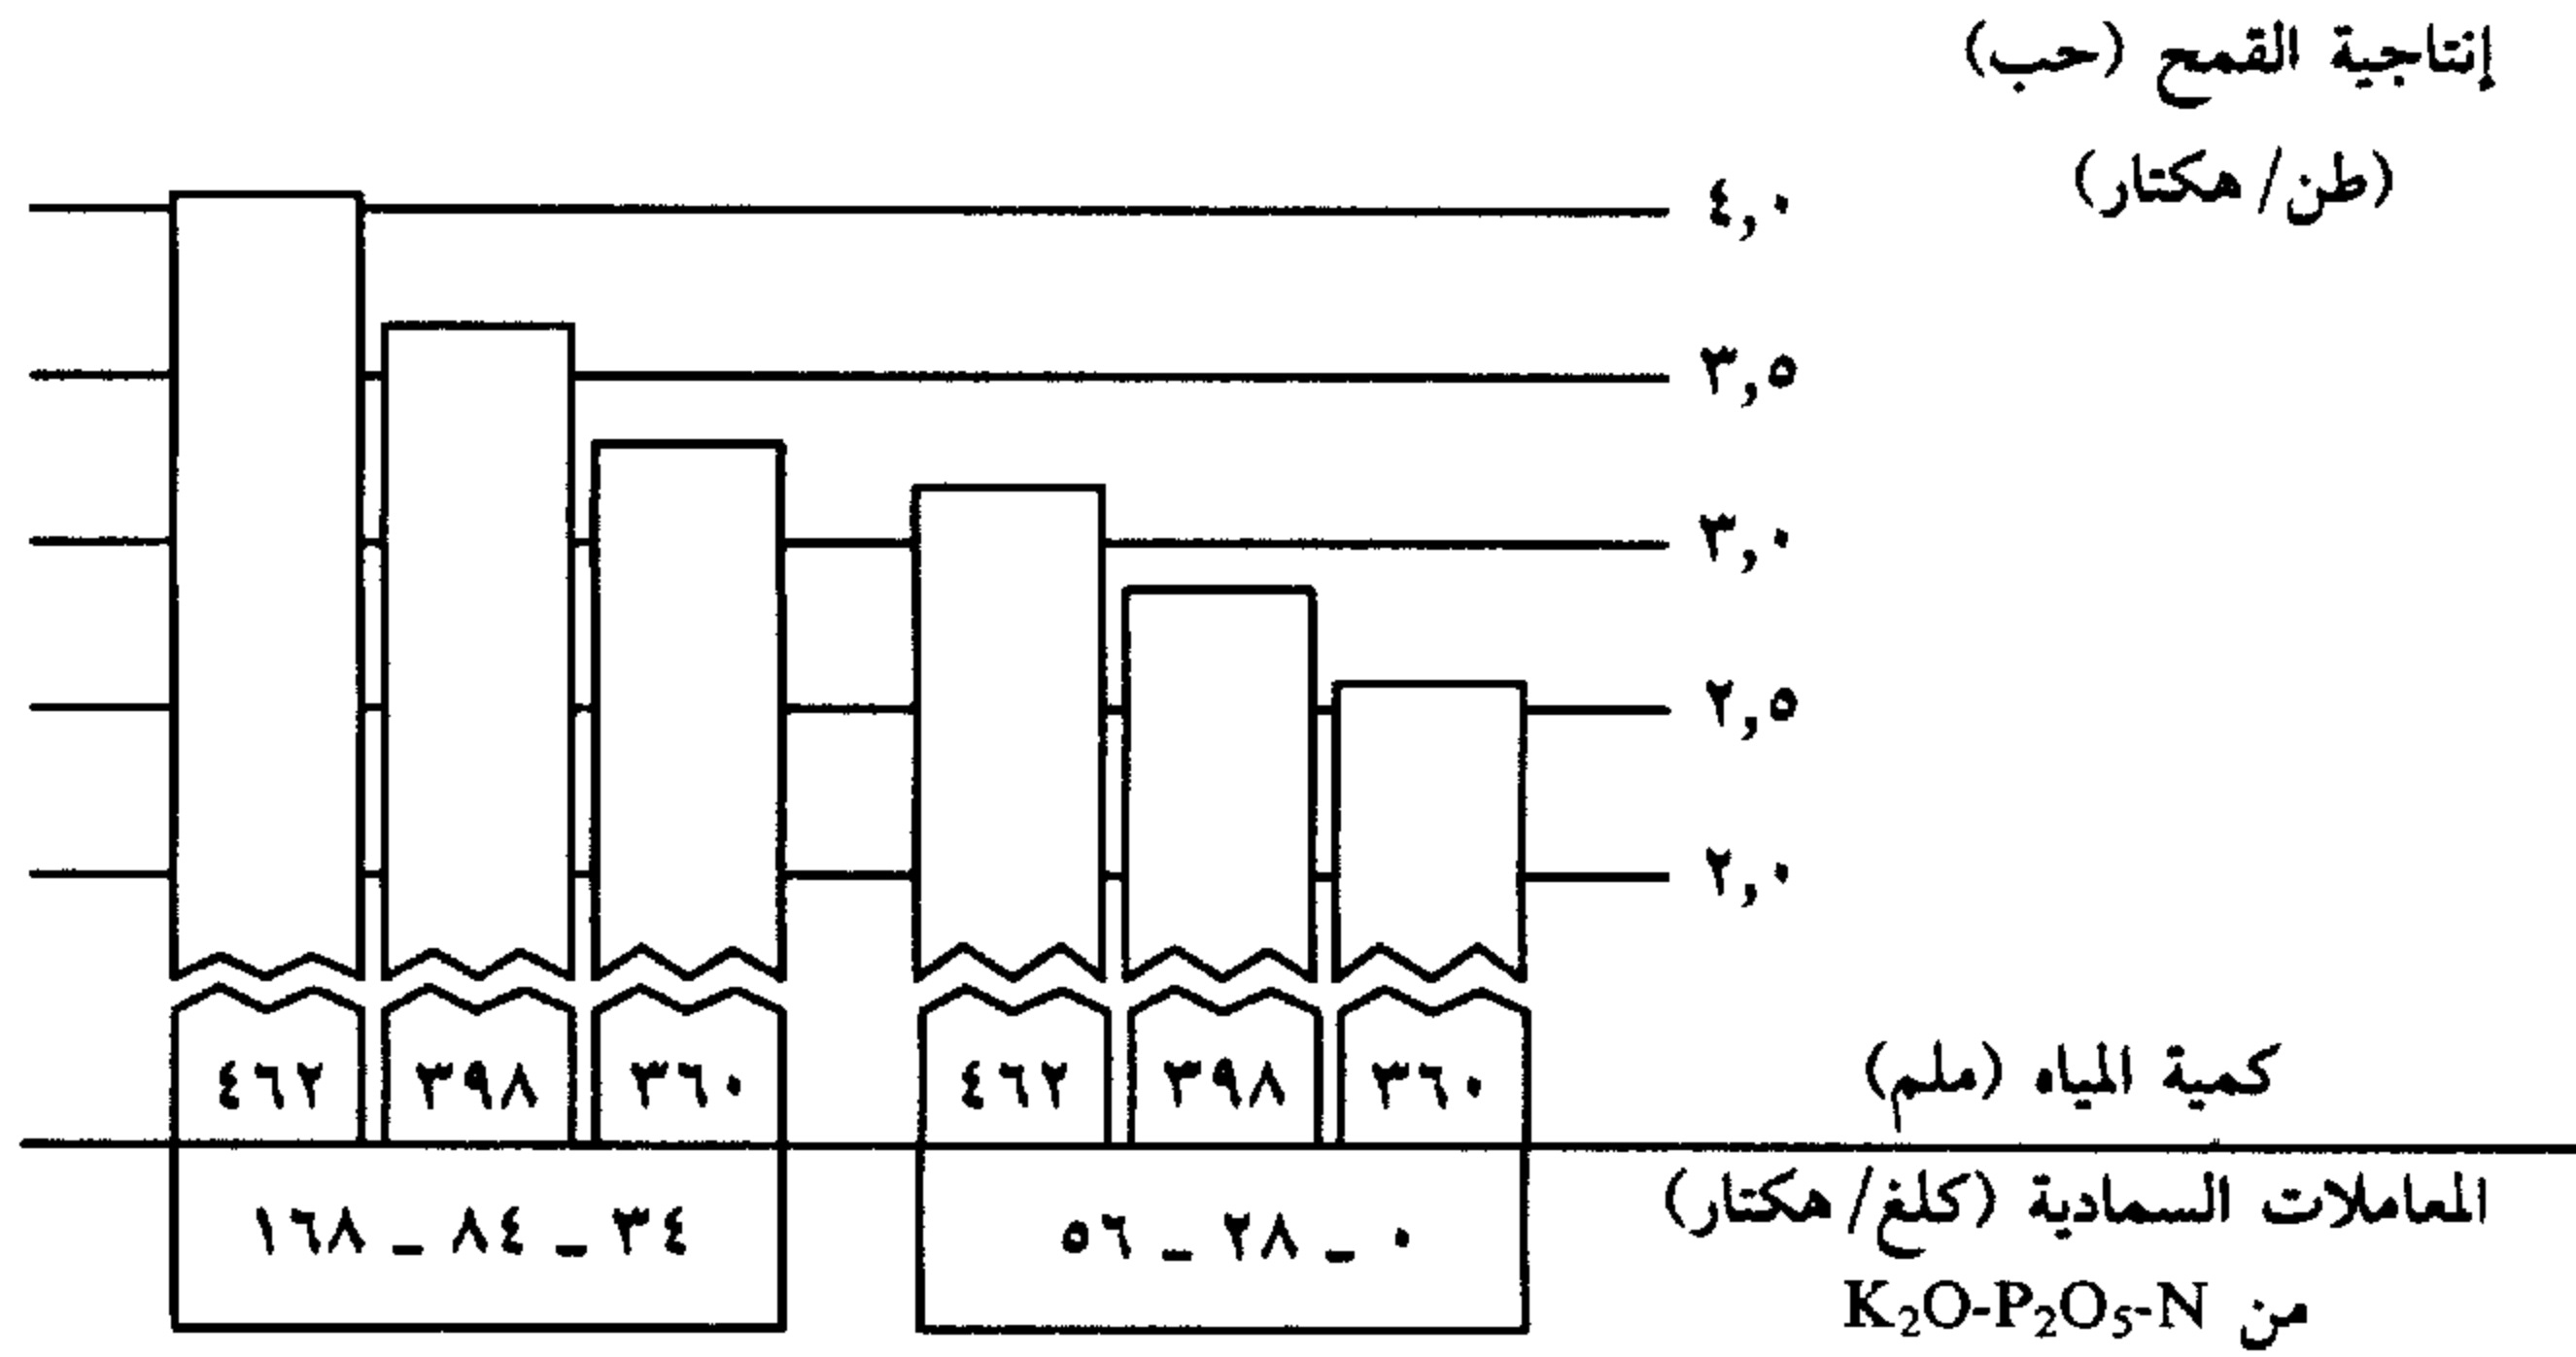 إنتاجية القمح (حب)
(طن/هكتار)
٤,٠
٣,٥
٣,٠
٢,٥
٢,٠
كمية المياه (ملم)
٣٦٠
٣٩٨
٤٦٢
٣٦٠
٣٩٨
٤٦٢
المعاملات السمادية (كلغ/هكتار)
من K₂O-P₂O₅-N
٥٦ ـ ٢٨ ـ ٠
١٦٨ ـ ٨٤ ـ ٣٤